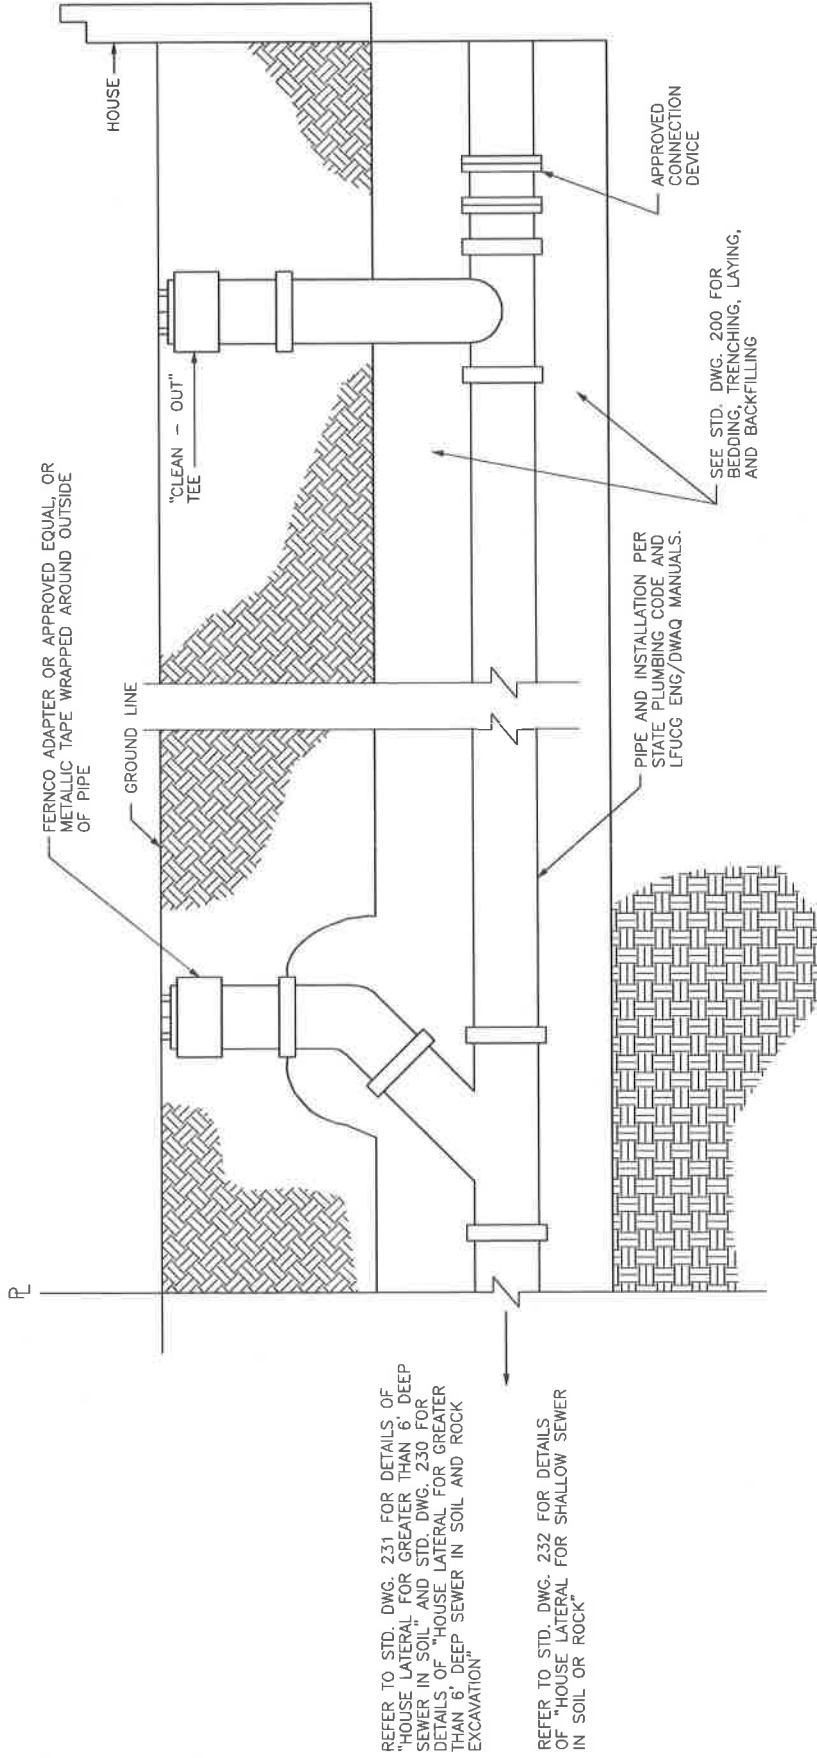 REFER TO STD. DWG. 231 FOR DETAILS OF
"HOUSE LATERAL FOR GREATER THAN 6' DEEP
SEWER IN SOIL" AND STD. DWG. 230 FOR
DETAILS OF "HOUSE LATERAL FOR GREATER
THAN 6' DEEP SEWER IN SOIL AND ROCK
EXCAVATION"
REFER TO STD. DWG. 232 FOR DETAILS
OF "HOUSE LATERAL FOR SHALLOW SEWER
IN SOIL OR ROCK"
PL
FERNCO ADAPTER OR APPROVED EQUAL, OR
METALLIC TAPE WRAPPED AROUND OUTSIDE
OF PIPE
GROUND LINE
"CLEAN - OUT"
TEE
HOUSE
PIPE AND INSTALLATION PER
STATE PLUMBING CODE AND
LFUCG ENG/DWAQ MANUALS.
SEE STD. DWG. 200 FOR
BEDDING, TRENCHING, LAYING,
AND BACKFILLING
APPROVED
CONNECTION
DEVICE